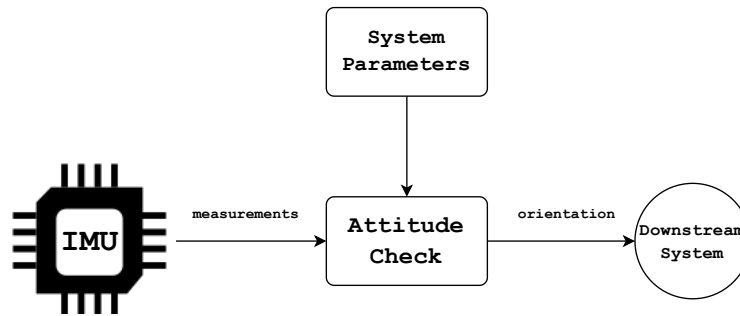 System
Parameters
IMU
measurements
Attitude
Check
orientation
Downstream
System